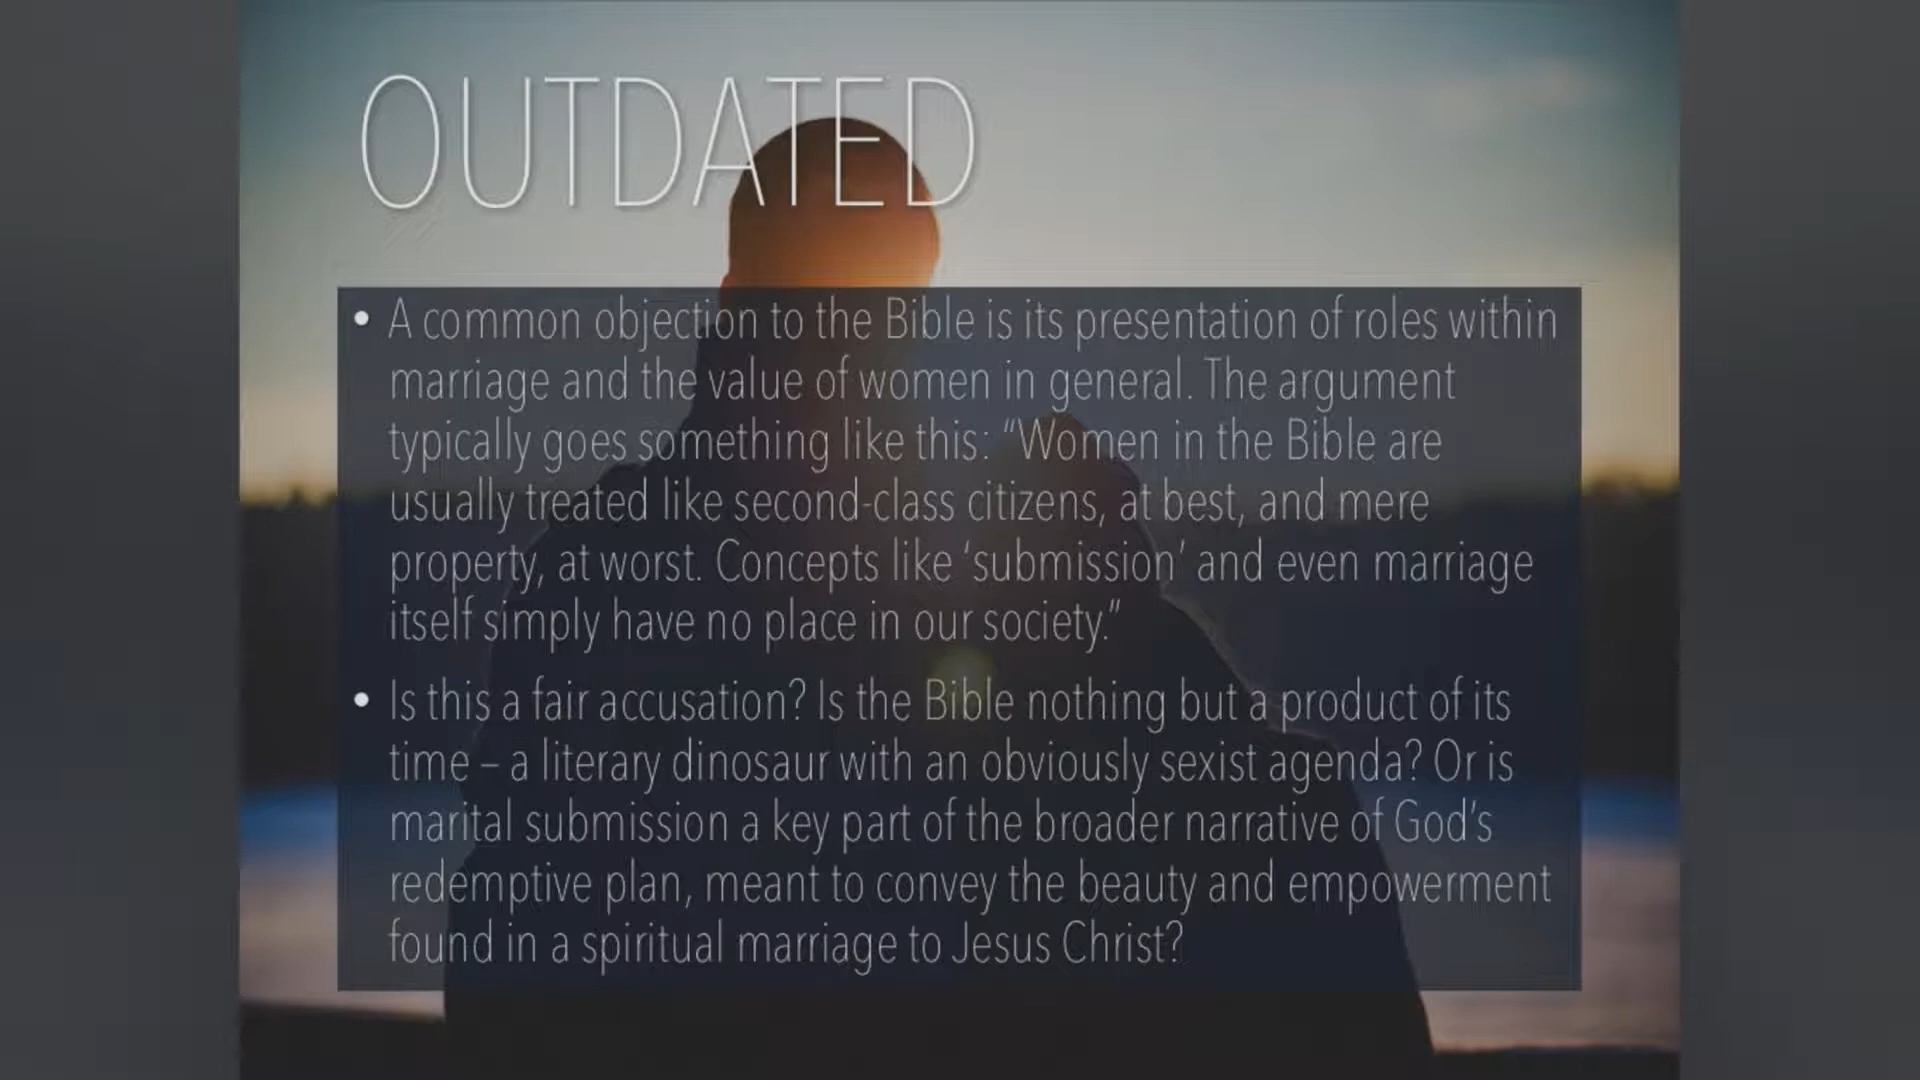 OUTDATED
• A common objection to the Bible is its presentation of roles within
marriage and the value of women in general. The argument
typically goes something like this: “Women in the Bible are
usually treated like second-class citizens, at best, and mere
property, at worst. Concepts like ‘submission’ and even marriage
itself simply have no place in our society.”
• Is this a fair accusation? Is the Bible nothing but a product of its
time – a literary dinosaur with an obviously sexist agenda? Or is
marital submission a key part of the broader narrative of God’s
redemptive plan, meant to convey the beauty and empowerment
found in a spiritual marriage to Jesus Christ?